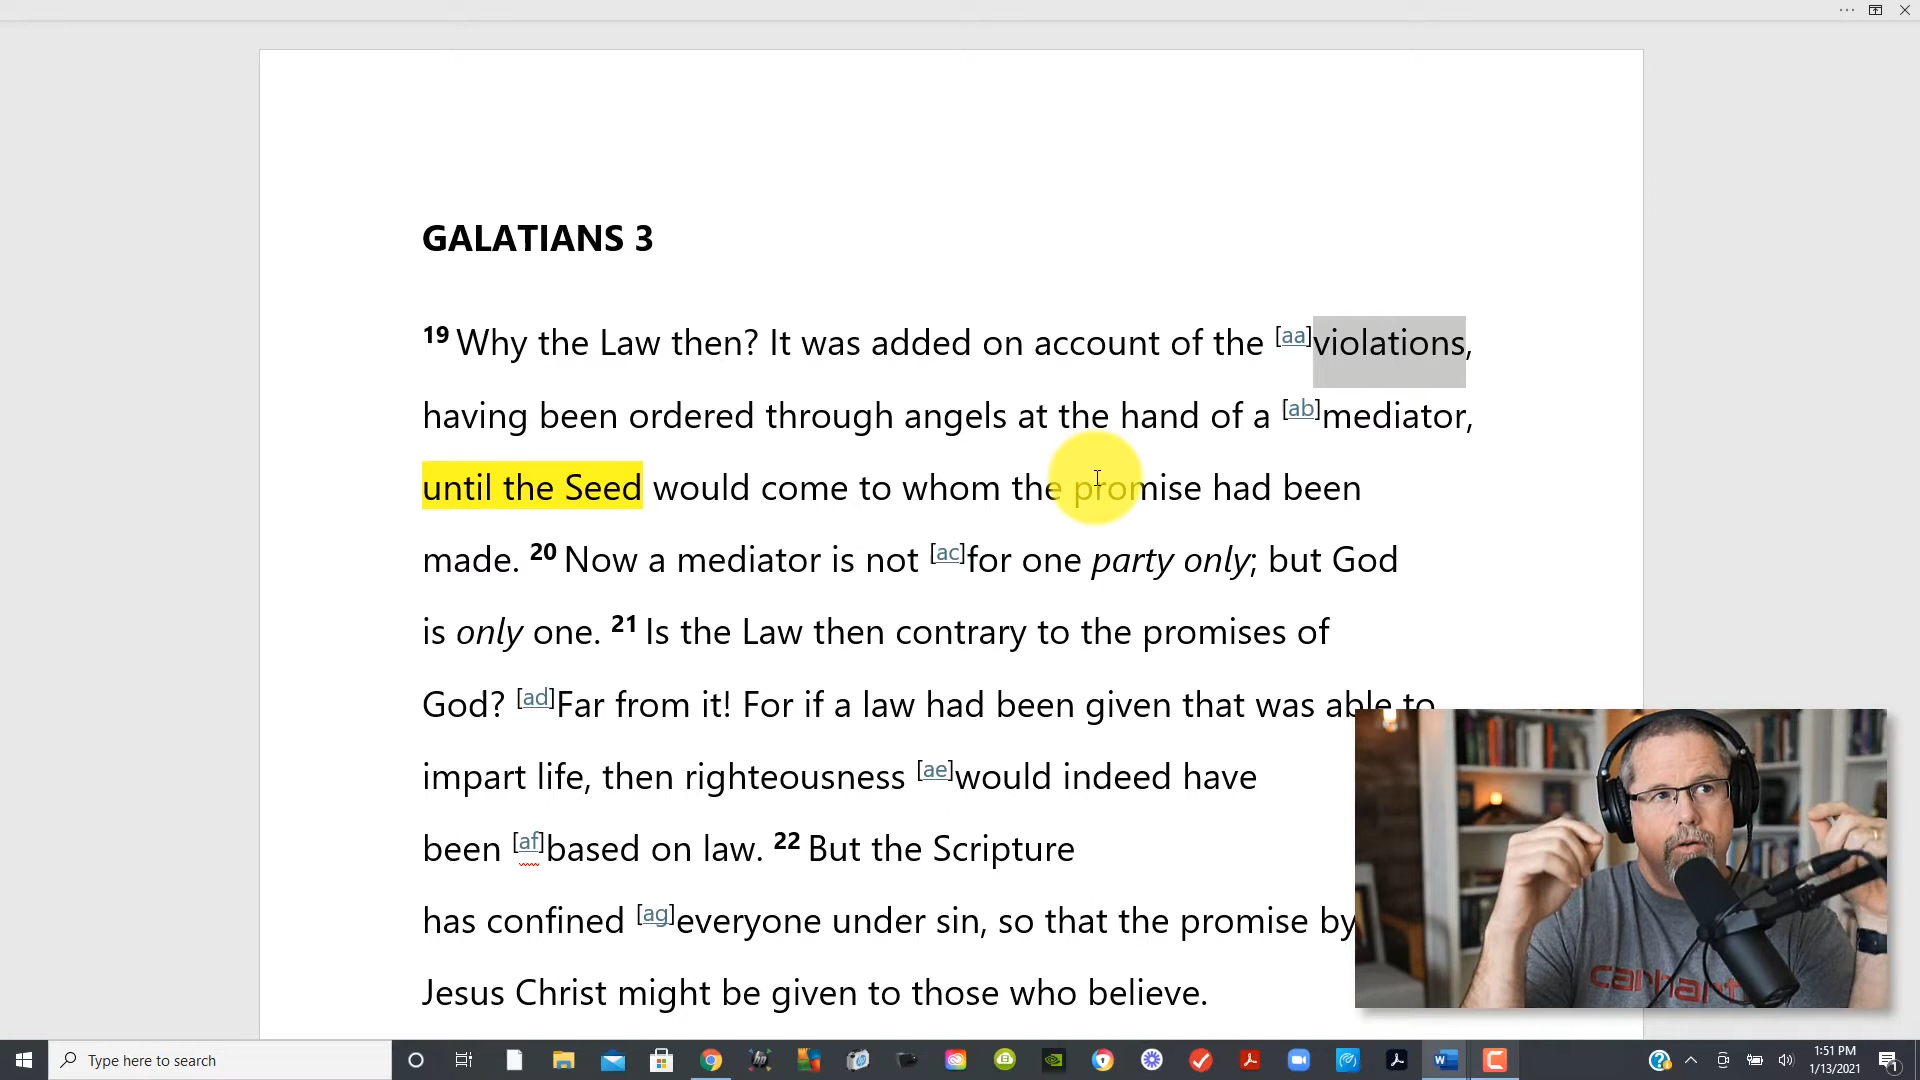 GALATIANS 3
19 Why the Law then? It was added on account of the [aa]violations,
having been ordered through angels at the hand of a [ab]mediator,
until the Seed would come to whom the promise had been
made. 20 Now a mediator is not [ac]for one party only; but God
is only one. 21 Is the Law then contrary to the promises of
God? [ad]Far from it! For if a law had been given that was able to
impart life, then righteousness [ae]would indeed have
been [af]based on law. 22 But the Scripture
has confined [ag]everyone under sin, so that the promise by
Jesus Christ might be given to those who believe.
carhart
Type here to search
1:51 PM
1/13/2021